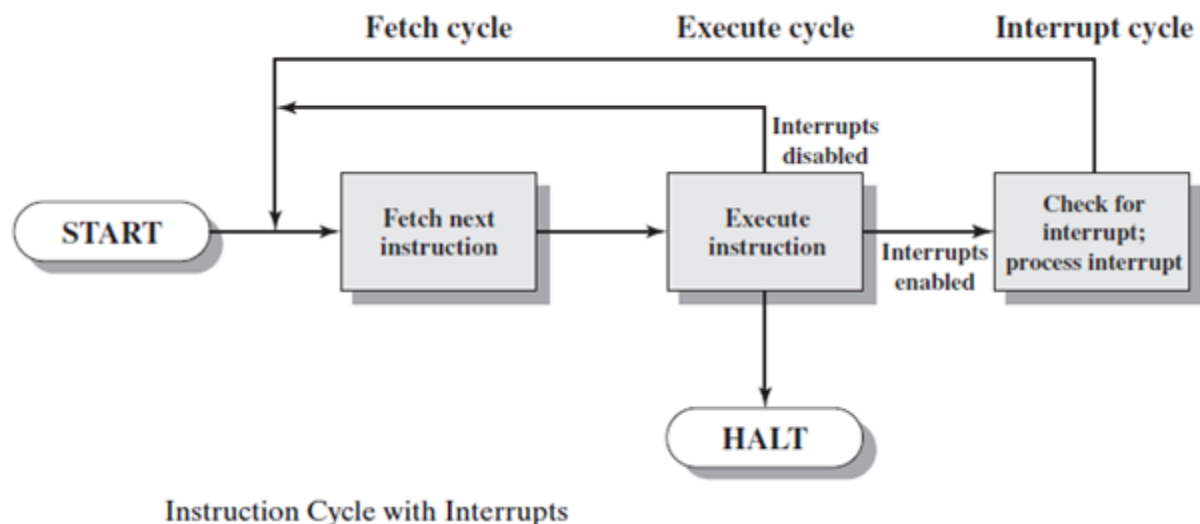 Fetch cycle
Execute cycle
Interrupt cycle
Interrupts
disabled
START
Fetch next
instruction
Execute
instruction
Interrupts
enabled
Check for
interrupt;
process interrupt
HALT
Instruction Cycle with Interrupts